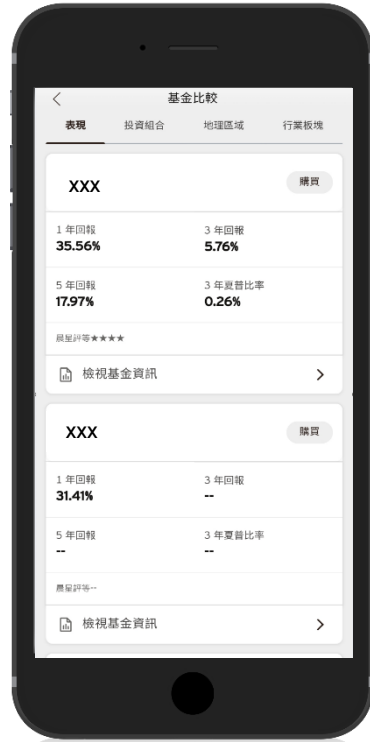 基金比較
表現 投資組合 地理區域 行業板塊
XXX 購買
1 年回報 3 年回報
35.56% 5.76%
5 年回報 3 年夏普比率
17.97% 0.26%
晨星評等★★★★
檢視基金資訊
XXX 購買
1 年回報 3 年回報
31.41% --
5 年回報 3 年夏普比率
-- --
晨星評等--
檢視基金資訊